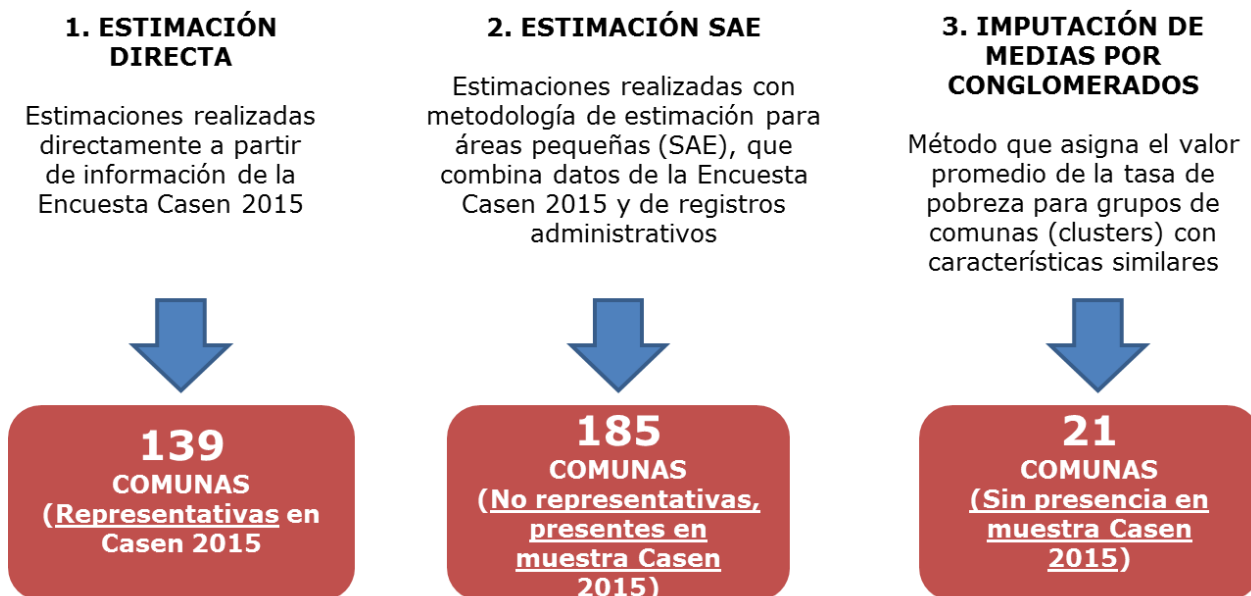 1. ESTIMACIÓN
DIRECTA
Estimaciones realizadas
directamente a partir
de información de la
Encuesta Casen 2015
139
COMUNAS
(Representativas en
Casen 2015
2. ESTIMACIÓN SAE
Estimaciones realizadas con
metodología de estimación para
áreas pequeñas (SAE), que
combina datos de la Encuesta
Casen 2015 y de registros
administrativos
185
COMUNAS
(No representativas,
presentes en
muestra Casen
2015)
3. IMPUTACIÓN DE
MEDIAS POR
CONGLOMERADOS
Método que asigna el valor
promedio de la tasa de
pobreza para grupos de
comunas (clusters) con
características similares
21
COMUNAS
(Sin presencia en
muestra Casen
2015)